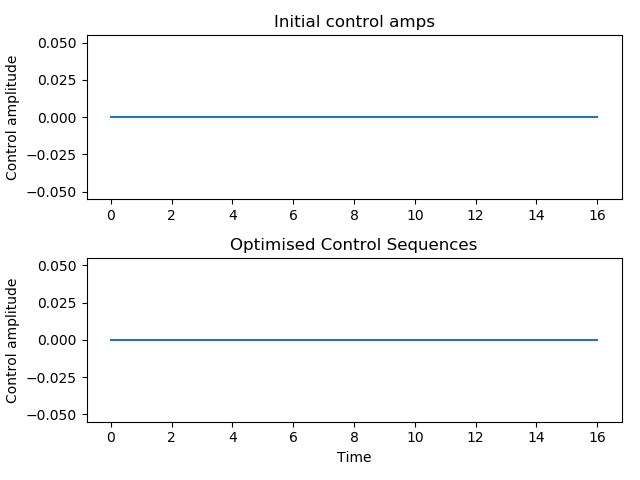 Initial control amps
Control amplitude
0.050
0.025
0.000
−0.025
−0.050
0 2 4 6 8 10 12 14 16
Optimised Control Sequences
Control amplitude
0.050
0.025
0.000
−0.025
−0.050
0 2 4 6 8 10 12 14 16
Time